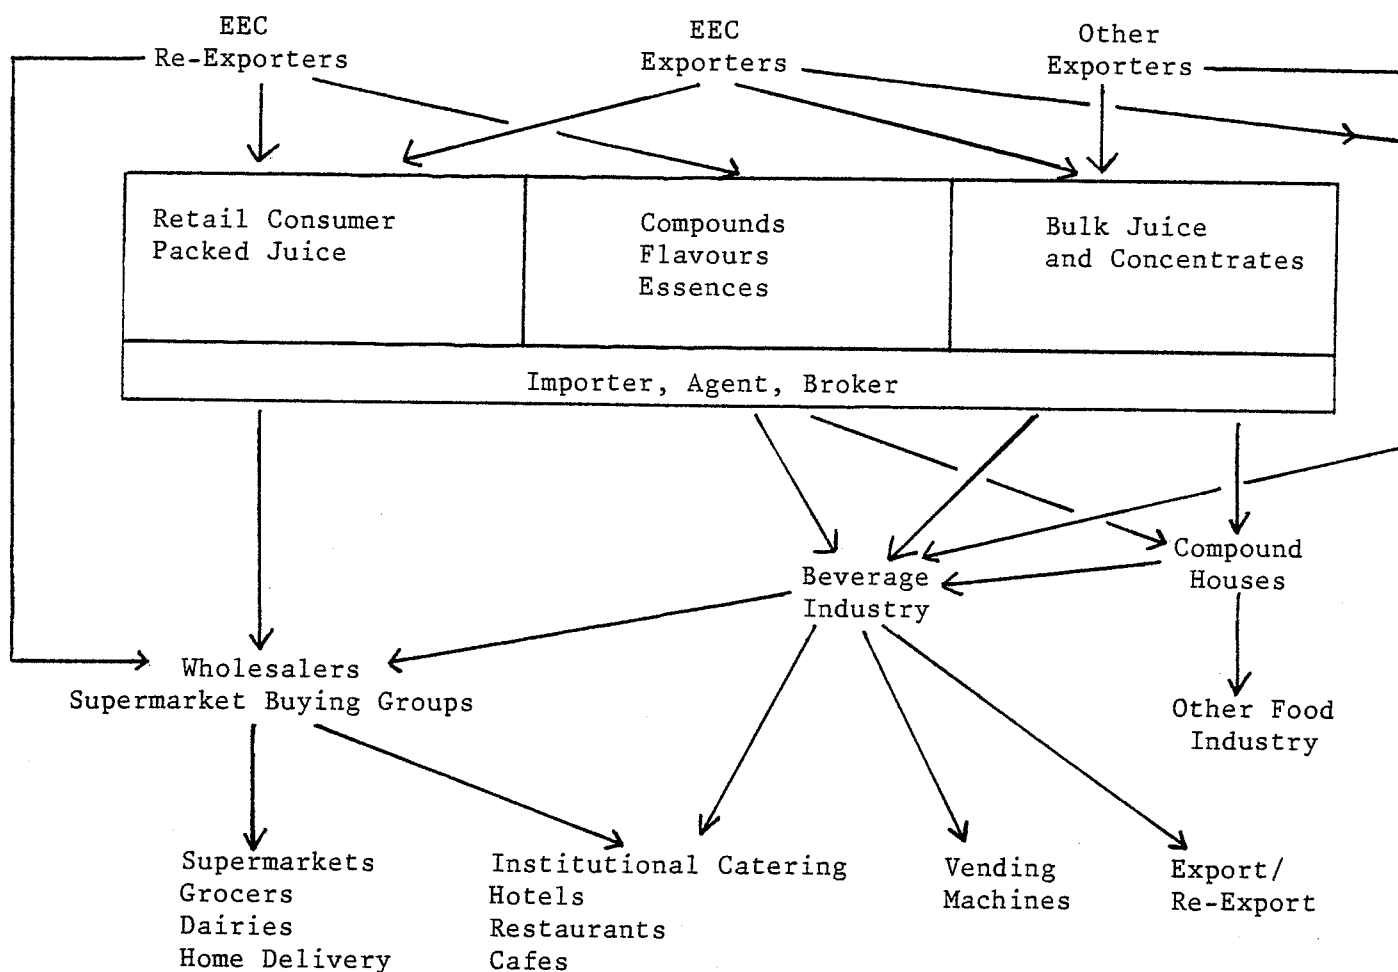 EEC
Re-Exporters
EEC
Exporters
Other
Exporters
Retail Consumer
Packed Juice
Compounds
Flavours
Essences
Bulk Juice
and Concentrates
Importer, Agent, Broker
Beverage
Industry
Compound
Houses
Wholesalers
Supermarket Buying Groups
Other Food
Industry
Supermarkets
Grocers
Dairies
Home Delivery
Institutional Catering
Hotels
Restaurants
Cafes
Vending
Machines
Export/
Re-Export